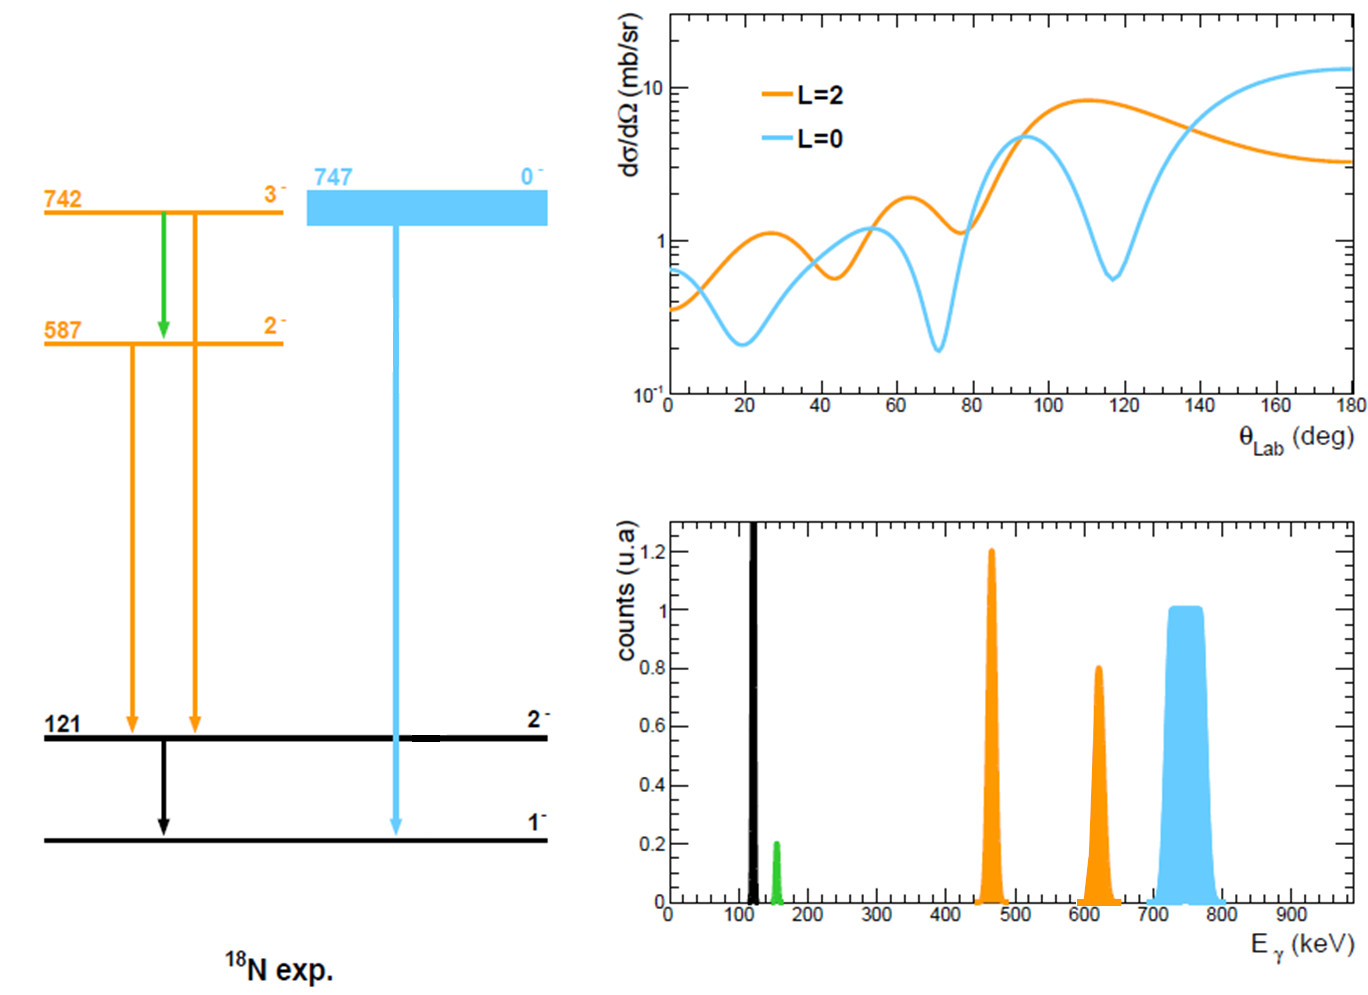 742
3⁻
747
0⁻
587
2⁻
121
2⁻
1⁻
¹⁸N exp.
dσ/dΩ (mb/sr)
10
1
10⁻¹
L=2
L=0
0 20 40 60 80 100 120 140 160 180
θ_Lab (deg)
counts (u.a)
1.2
1
0.8
0.6
0.4
0.2
0
0 100 200 300 400 500 600 700 800 900
E_γ (keV)